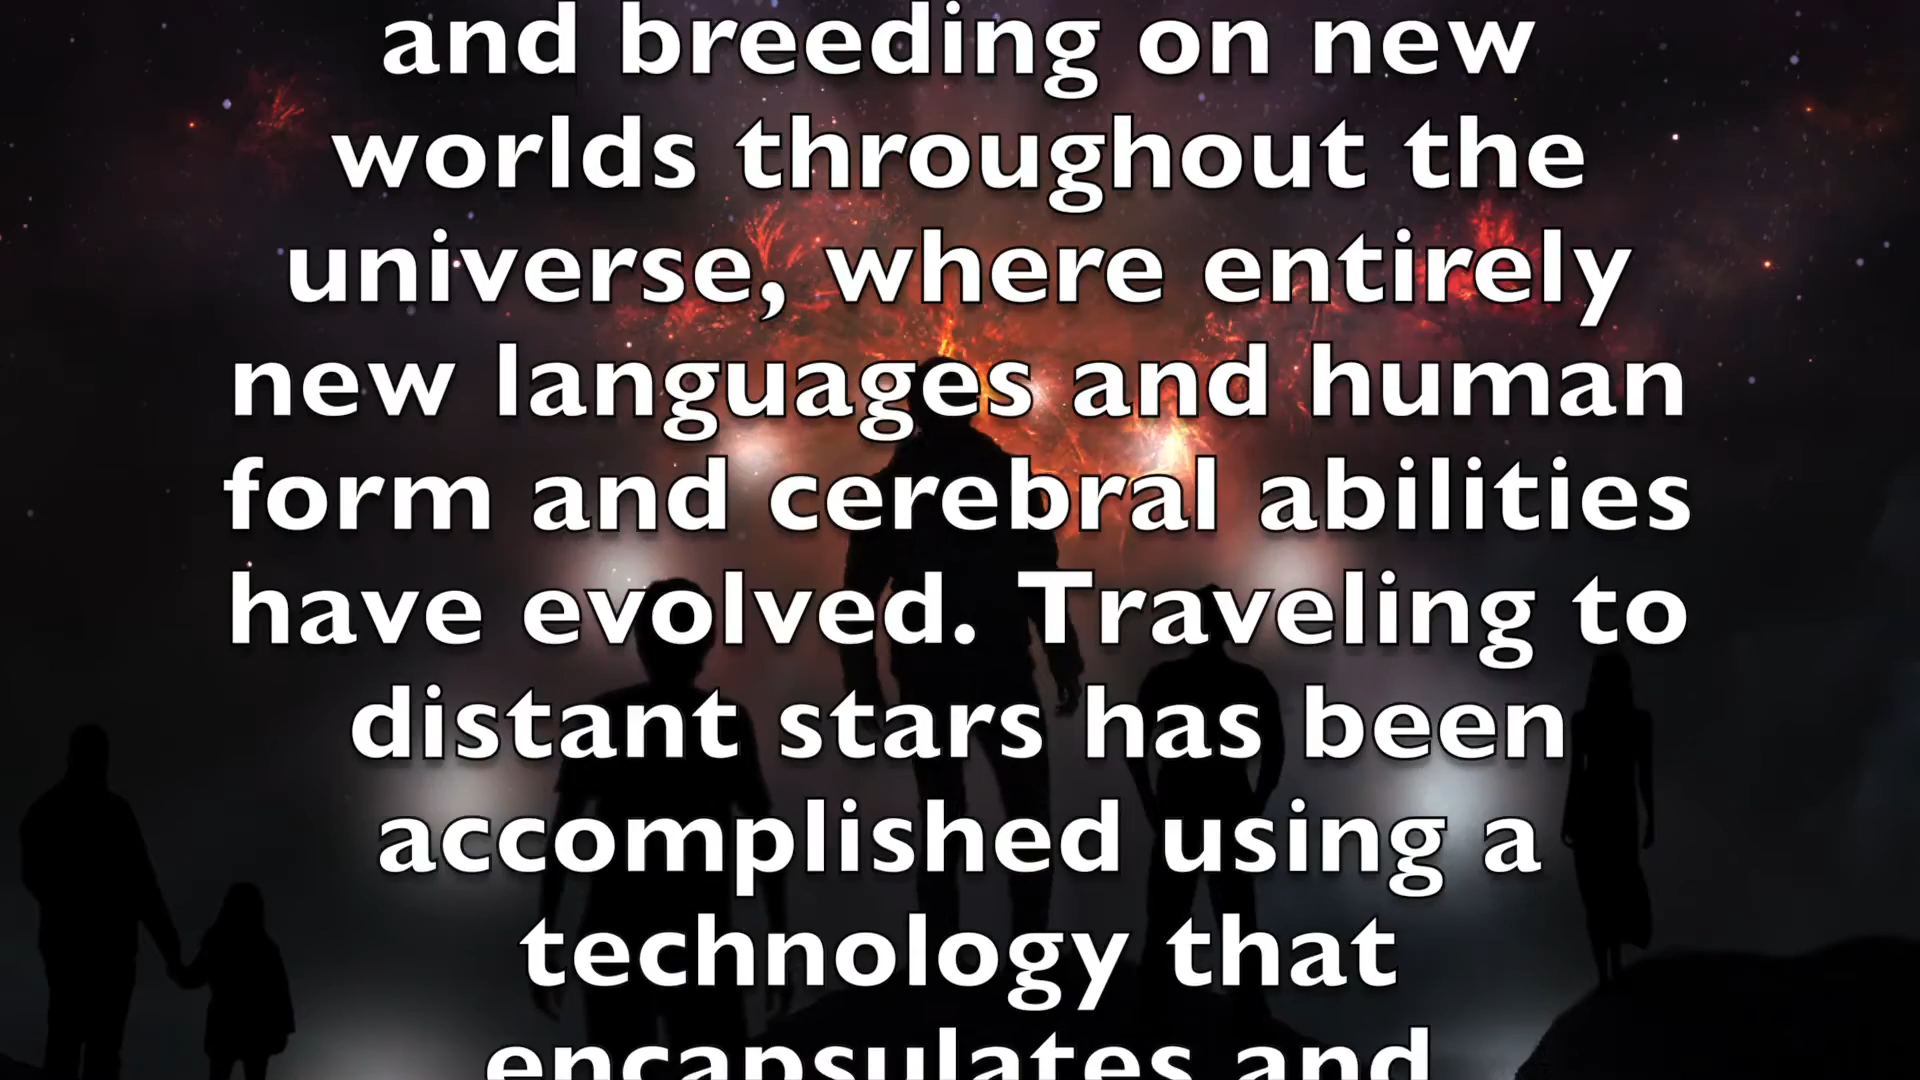 and breeding on new
worlds throughout the
universe, where entirely
new languages and human
form and cerebral abilities
have evolved. Traveling to
distant stars has been
accomplished using a
technology that
encapsulates and